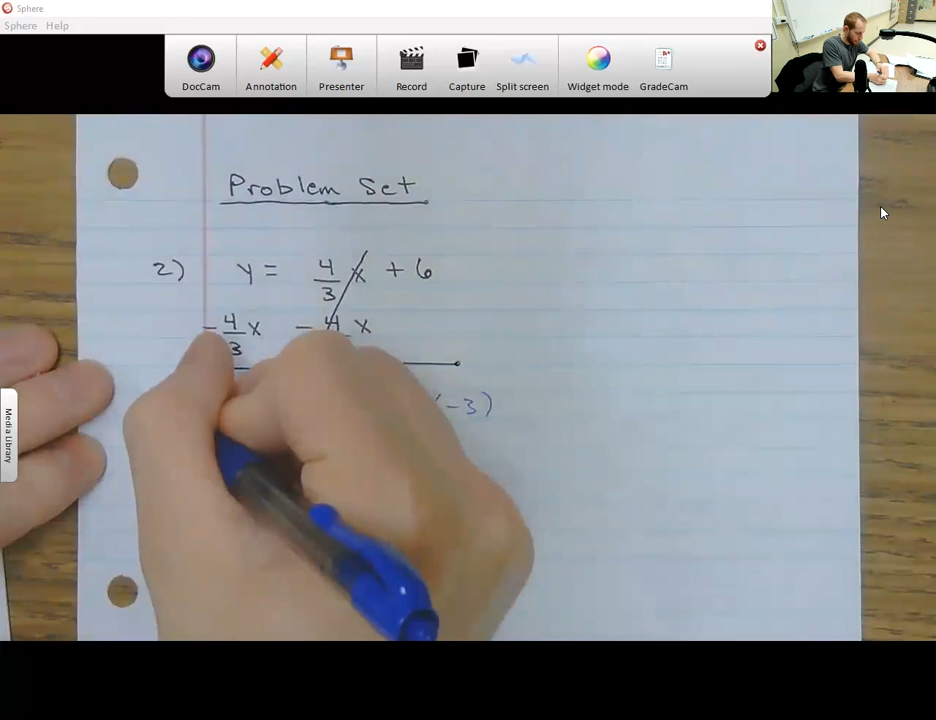 Sphere
Sphere Help
DocCam Annotation Presenter Record Capture Split screen Widget mode GradeCam
Problem Set
2) y = 4/3 x + 6
- 4/3 x - 4 x
(-3)
Media Library